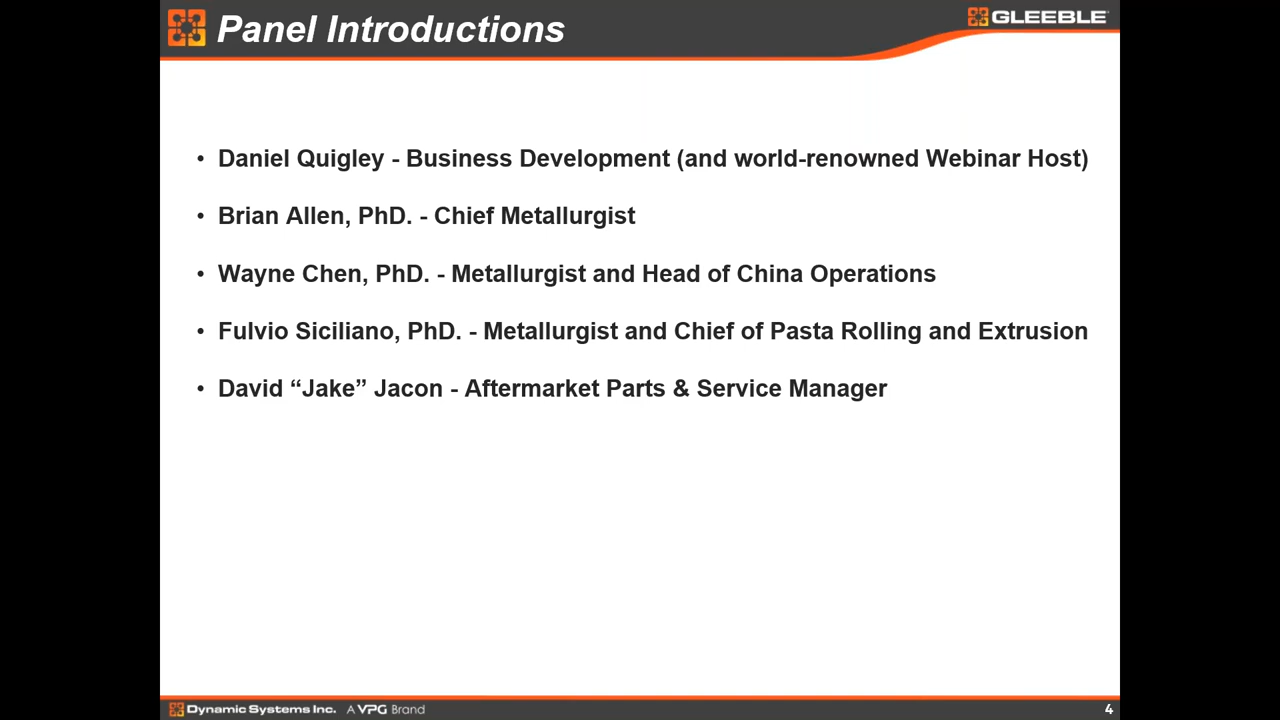 Panel Introductions
GLEEBLE®
• Daniel Quigley - Business Development (and world-renowned Webinar Host)
• Brian Allen, PhD. - Chief Metallurgist
• Wayne Chen, PhD. - Metallurgist and Head of China Operations
• Fulvio Siciliano, PhD. - Metallurgist and Chief of Pasta Rolling and Extrusion
• David “Jake” Jacon - Aftermarket Parts & Service Manager
Dynamic Systems Inc. A VPG Brand
4